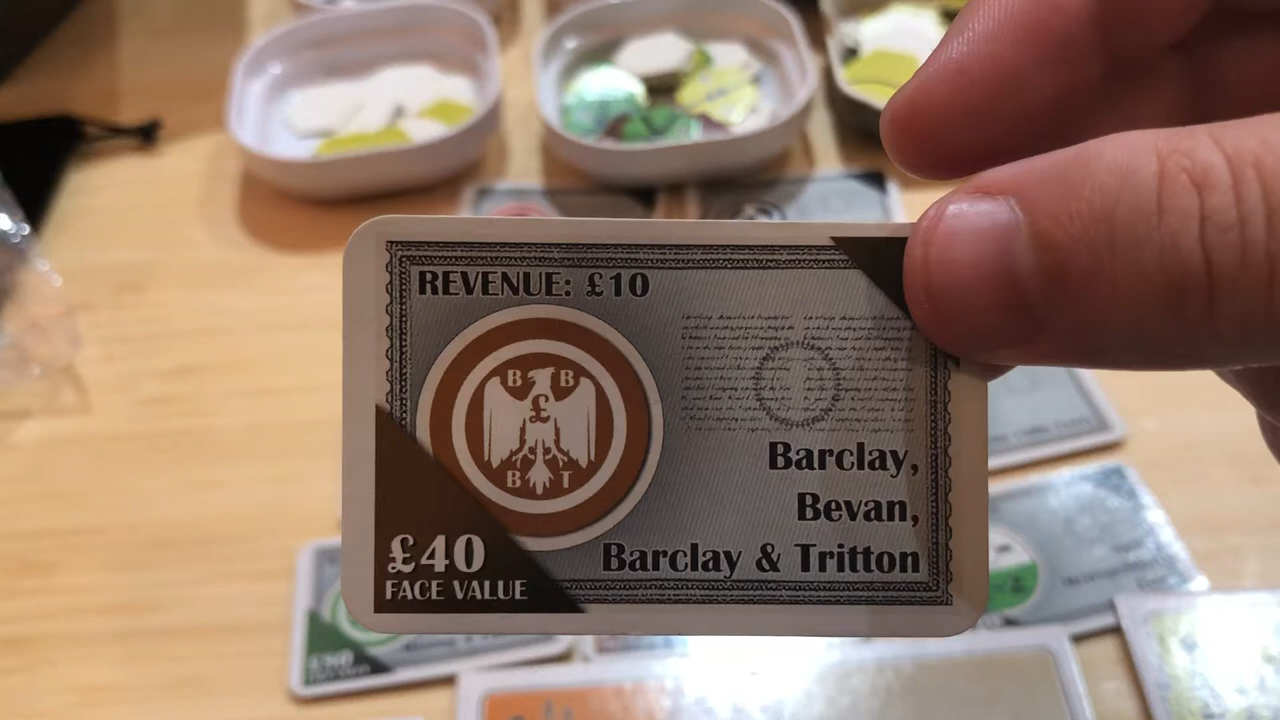 REVENUE: £10
B B
£
B T
Barclay,
Bevan,
Barclay & Tritton
£40
FACE VALUE